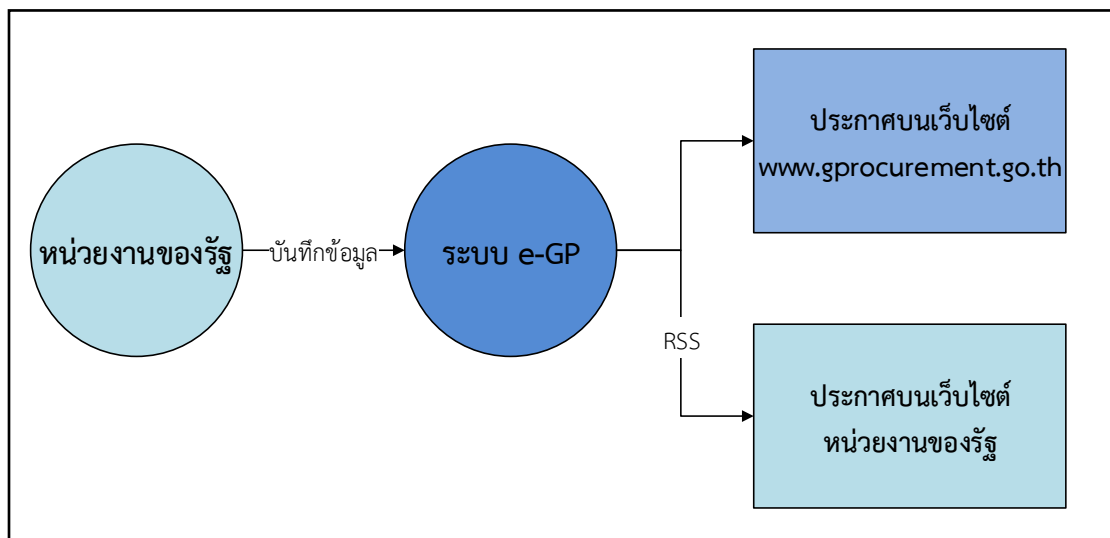 หน่วยงานของรัฐ
บันทึกข้อมูล
ระบบ e-GP
ประกาศบนเว็บไซต์
www.gprocurement.go.th
RSS
ประกาศบนเว็บไซต์
หน่วยงานของรัฐ